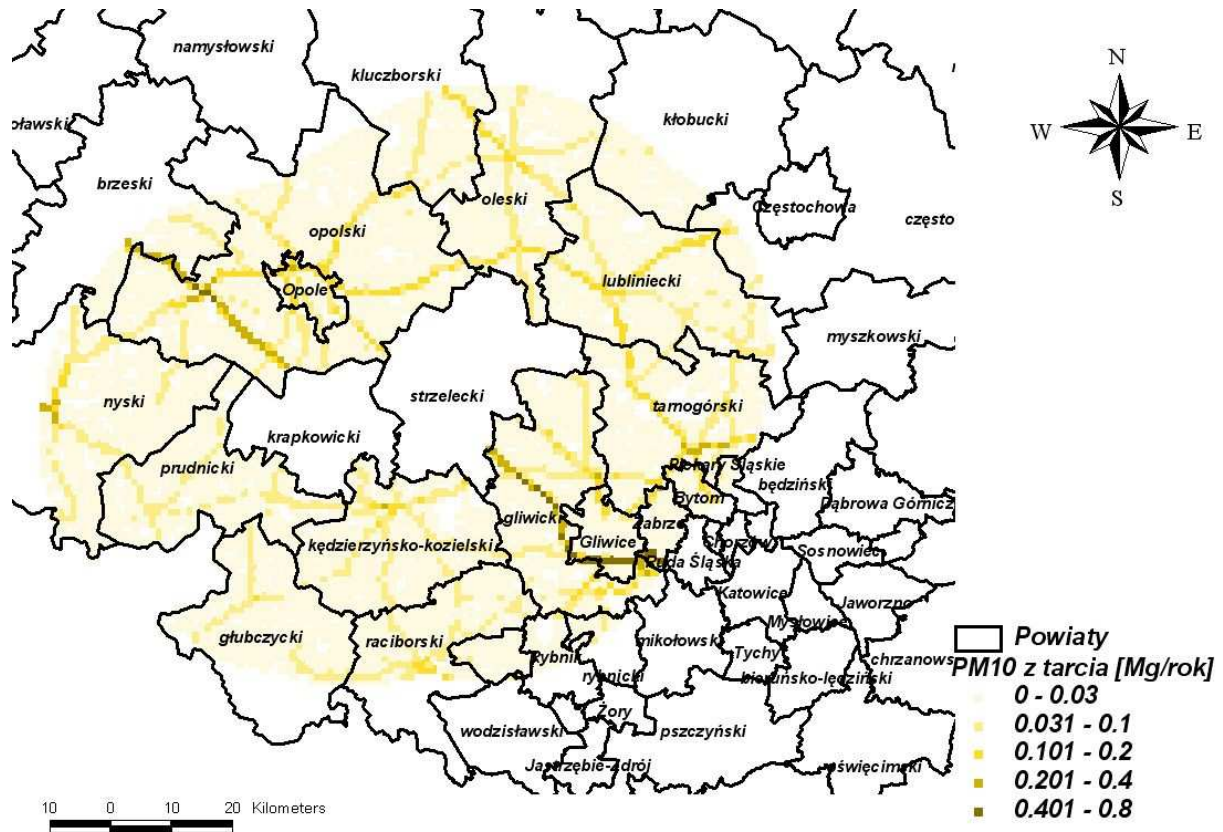 namysłowski
kluczborski
N
oławski
kłobucki
W E
brzeski
S
oleski
Częstochowa
opolski
często
Opole
lubliniecki
myszkowski
nyski
strzelecki
tarnogórski
krapkowicki
prudnicki
Piekary Śląskie
będziński
Bytom
Dąbrowa Górnicz
gliwicki
Zabrze
Gliwice
Chorzów
kędzierzyńsko-kozielski
Sosnowiec
Ruda Śląska
Katowice
Jaworzno
Mysłowice
głubczycki
raciborski
mikołowski
Powiaty
Rybnik
Tychy
chrzanows
rybnicki
bieruńsko-lędziński
PM10 z tarcia [Mg/rok]
0 - 0.03
Żory
0.031 - 0.1
wodzisławski
pszczyński
0.101 - 0.2
Jastrzębie-Zdrój
oświęcimski
0.201 - 0.4
10 0 10 20 Kilometers
0.401 - 0.8